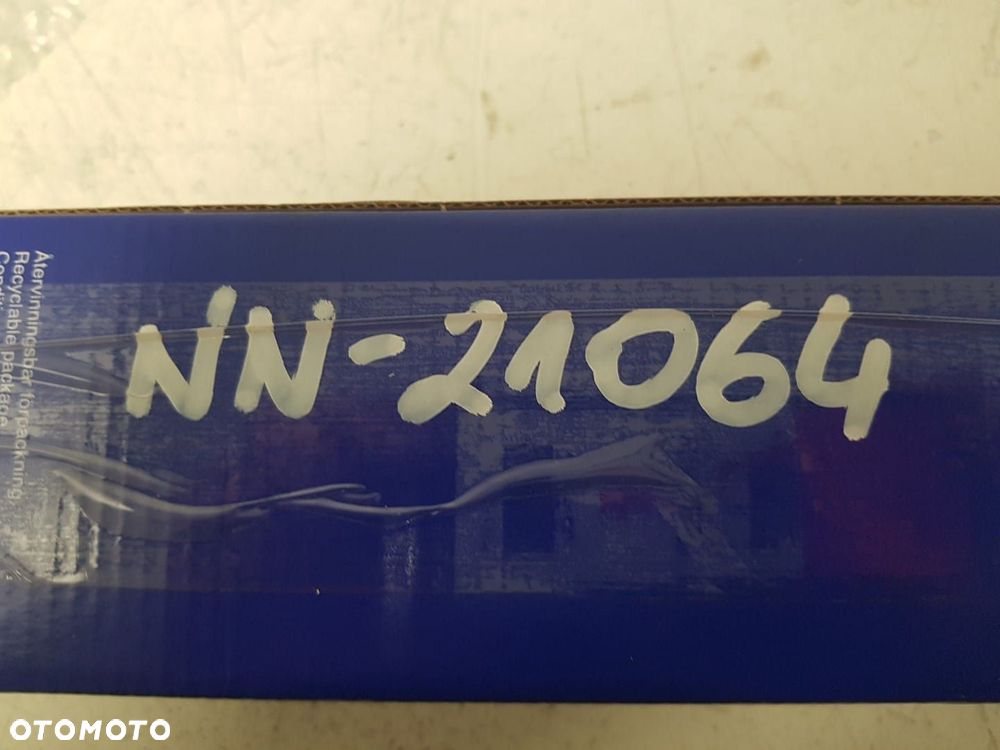 NN-21064
Återvinningsbar förpackning.
Recyclable package.
OTOMOTO